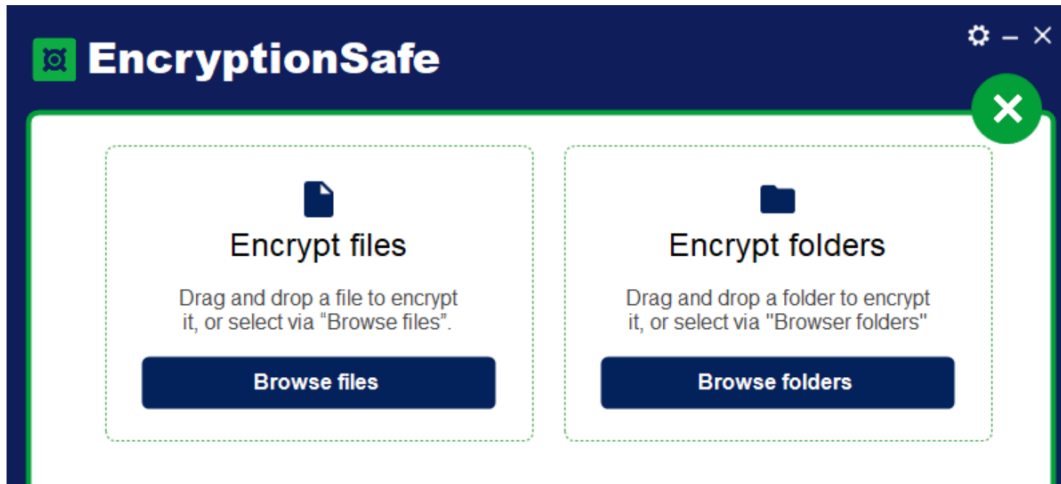 EncryptionSafe
Encrypt files
Drag and drop a file to encrypt
it, or select via “Browse files”.
Browse files
Encrypt folders
Drag and drop a folder to encrypt
it, or select via "Browser folders"
Browse folders